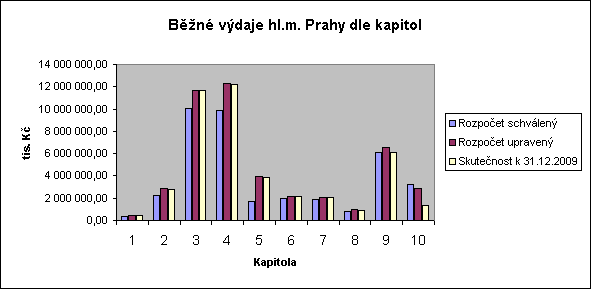 Běžné výdaje hl.m. Prahy dle kapitol
tis. Kč
14 000 000,00
12 000 000,00
10 000 000,00
8 000 000,00
6 000 000,00
4 000 000,00
2 000 000,00
0,00
1 2 3 4 5 6 7 8 9 10
Kapitola
Rozpočet schválený
Rozpočet upravený
Skutečnost k 31.12.2009